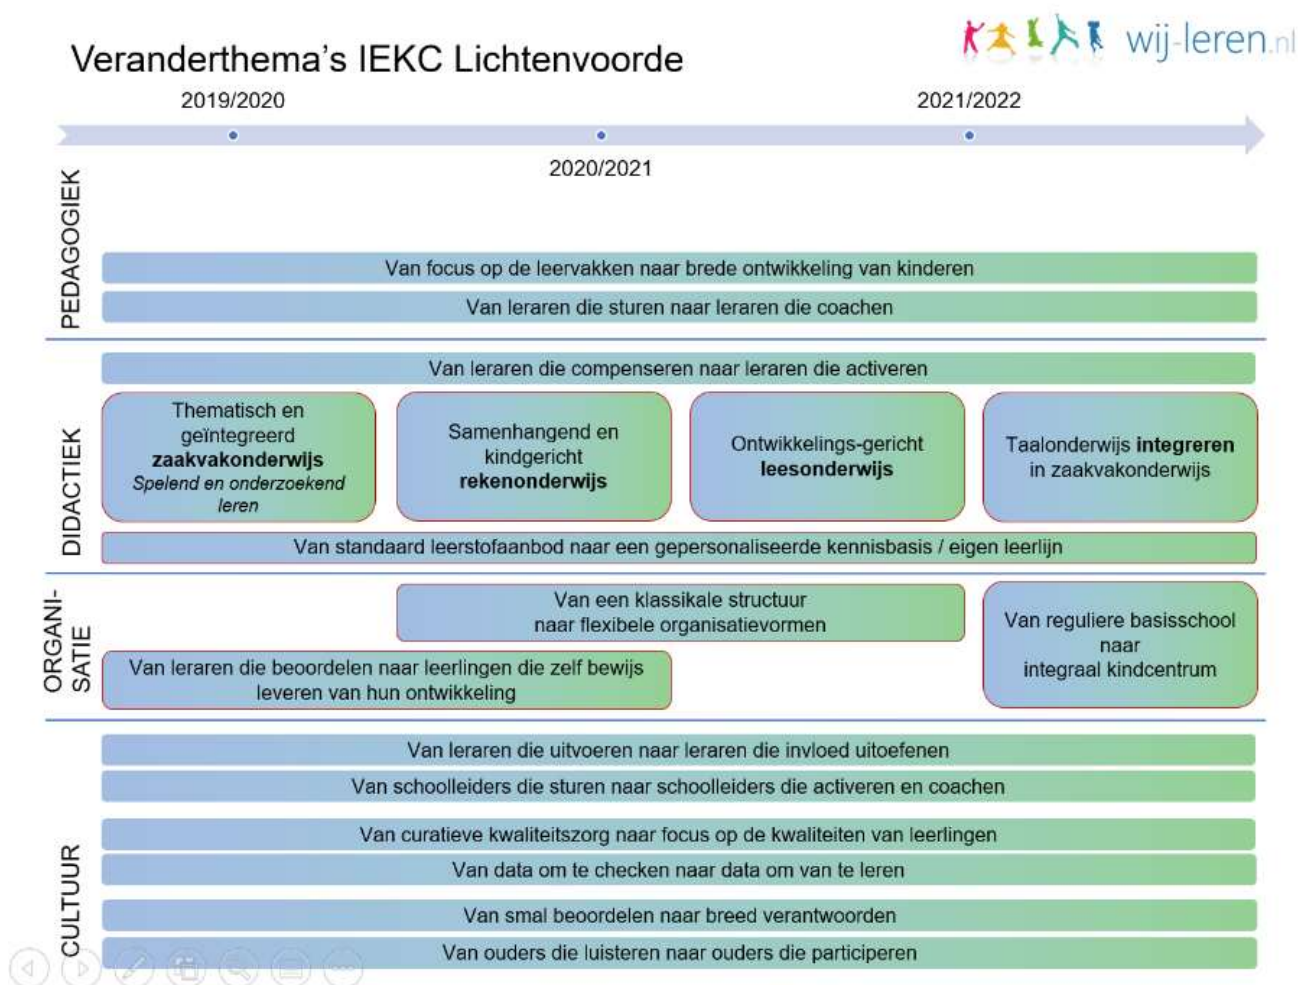 Veranderthema's IEKC Lichtenvoorde
wij-leren.nl
2019/2020
2021/2022
2020/2021
PEDAGOGIEK
Van focus op de leervakken naar brede ontwikkeling van kinderen
Van leraren die sturen naar leraren die coachen
DIDACTIEK
Van leraren die compenseren naar leraren die activeren
Thematisch en
geïntegreerd
zaakvakonderwijs
Spelend en onderzoekend
leren
Samenhangend en
kindgericht
rekenonderwijs
Ontwikkelings-gericht
leesonderwijs
Taalonderwijs integreren
in zaakvakonderwijs
Van standaard leerstofaanbod naar een gepersonaliseerde kennisbasis / eigen leerlijn
ORGANI-
SATIE
Van een klassikale structuur
naar flexibele organisatievormen
Van reguliere basisschool
naar
integraal kindcentrum
Van leraren die beoordelen naar leerlingen die zelf bewijs
leveren van hun ontwikkeling
CULTUUR
Van leraren die uitvoeren naar leraren die invloed uitoefenen
Van schoolleiders die sturen naar schoolleiders die activeren en coachen
Van curatieve kwaliteitszorg naar focus op de kwaliteiten van leerlingen
Van data om te checken naar data om van te leren
Van smal beoordelen naar breed verantwoorden
Van ouders die luisteren naar ouders die participeren